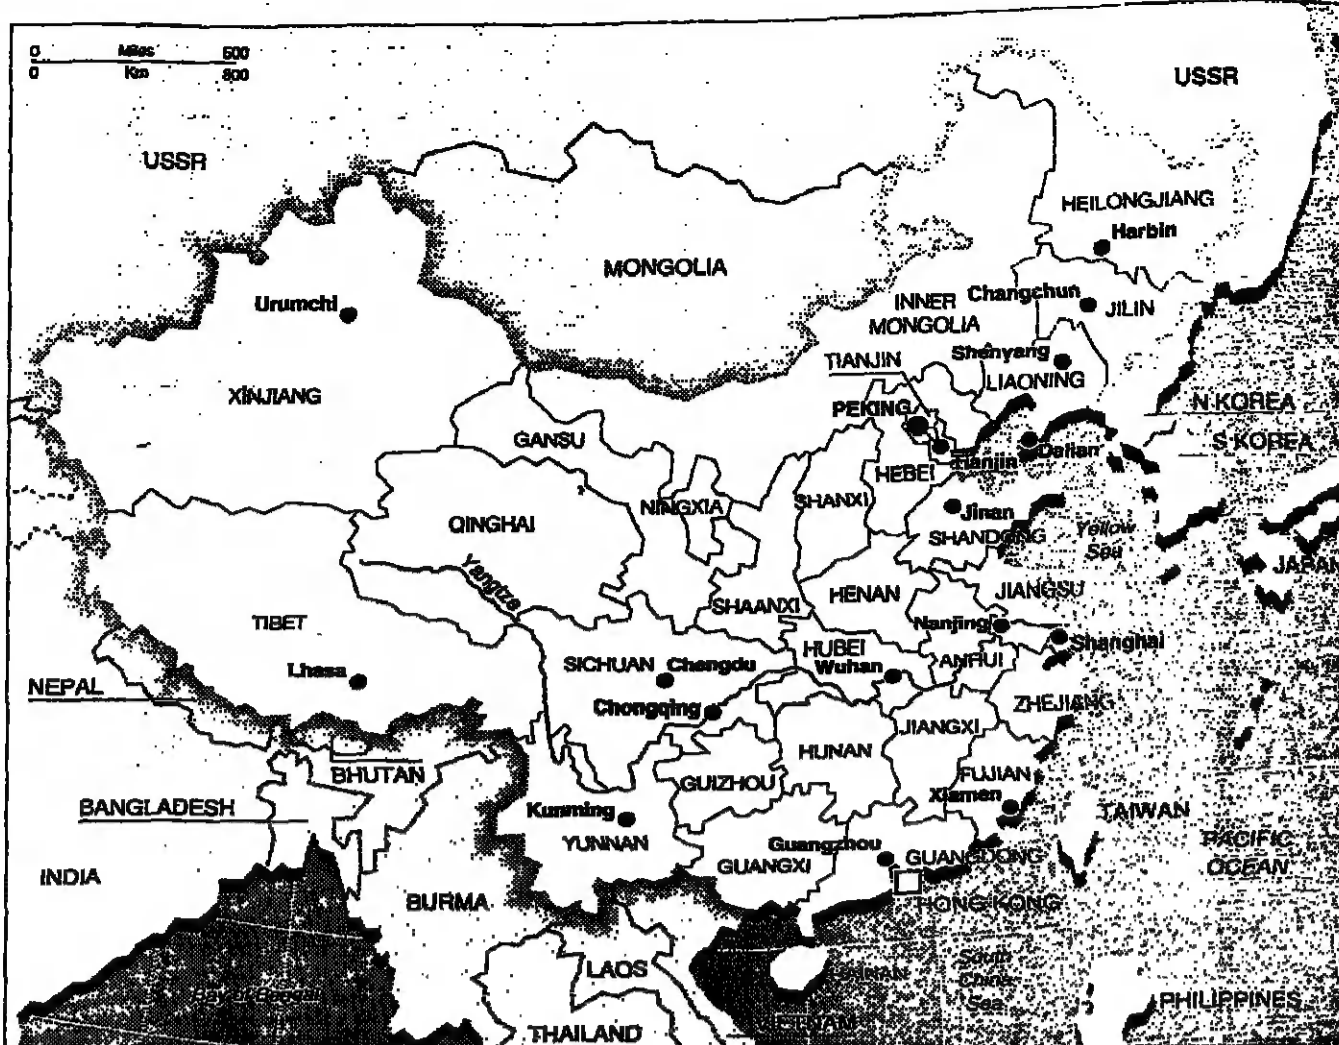 0 Miles 500
0 Km 800
USSR
USSR
HEILONGJIANG
Harbin
MONGOLIA
Urumchi
INNER
MONGOLIA
Changchun
JILIN
Shenyang
LIAONING
TIANJIN
XINJIANG
PEKING
N KOREA
S KOREA
GANSU
HEBEI
Tianjin
Dalian
NINGXIA
SHANXI
QINGHAI
Jinan
SHANDONG
Yellow
Sea
JAPAN
Yangtze
HENAN
JIANGSU
SHAANXI
TIBET
Nanjing
Shanghai
HUBEI
Wuhan
ANHUI
SICHUAN
Chengdu
Lhasa
NEPAL
Chongqing
ZHEJIANG
JIANGXI
HUNAN
BHUTAN
GUIZHOU
FUJIAN
Xiamen
BANGLADESH
Kunming
YUNNAN
TAIWAN
Guangzhou
GUANGDONG
GUANGXI
PACIFIC
OCEAN
INDIA
BURMA
HONG KONG
LAOS
South
China
Sea
Bay of Bengal
PHILIPPINES
THAILAND
VIETNAM